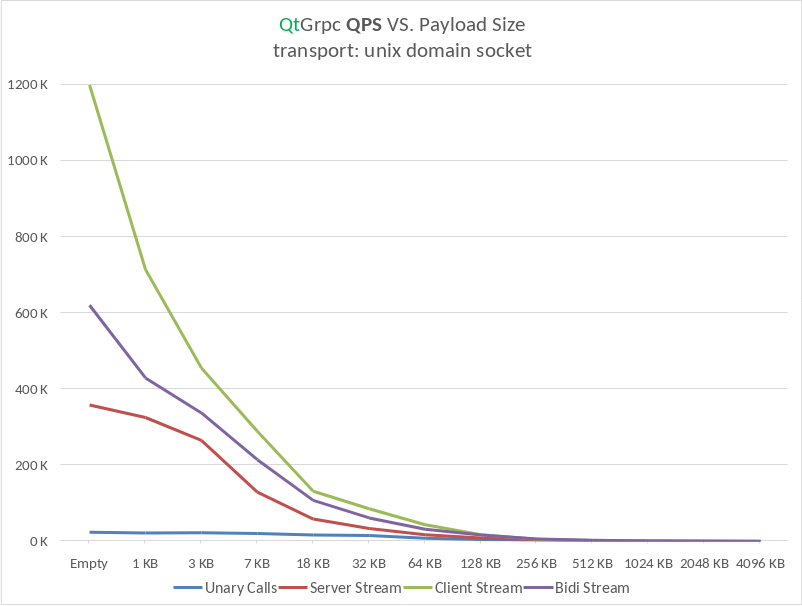 QtGrpc QPS VS. Payload Size
transport: unix domain socket
1200 K
1000 K
800 K
600 K
400 K
200 K
0 K
Empty 1 KB 3 KB 7 KB 18 KB 32 KB 64 KB 128 KB 256 KB 512 KB 1024 KB 2048 KB 4096 KB
Unary Calls Server Stream Client Stream Bidi Stream